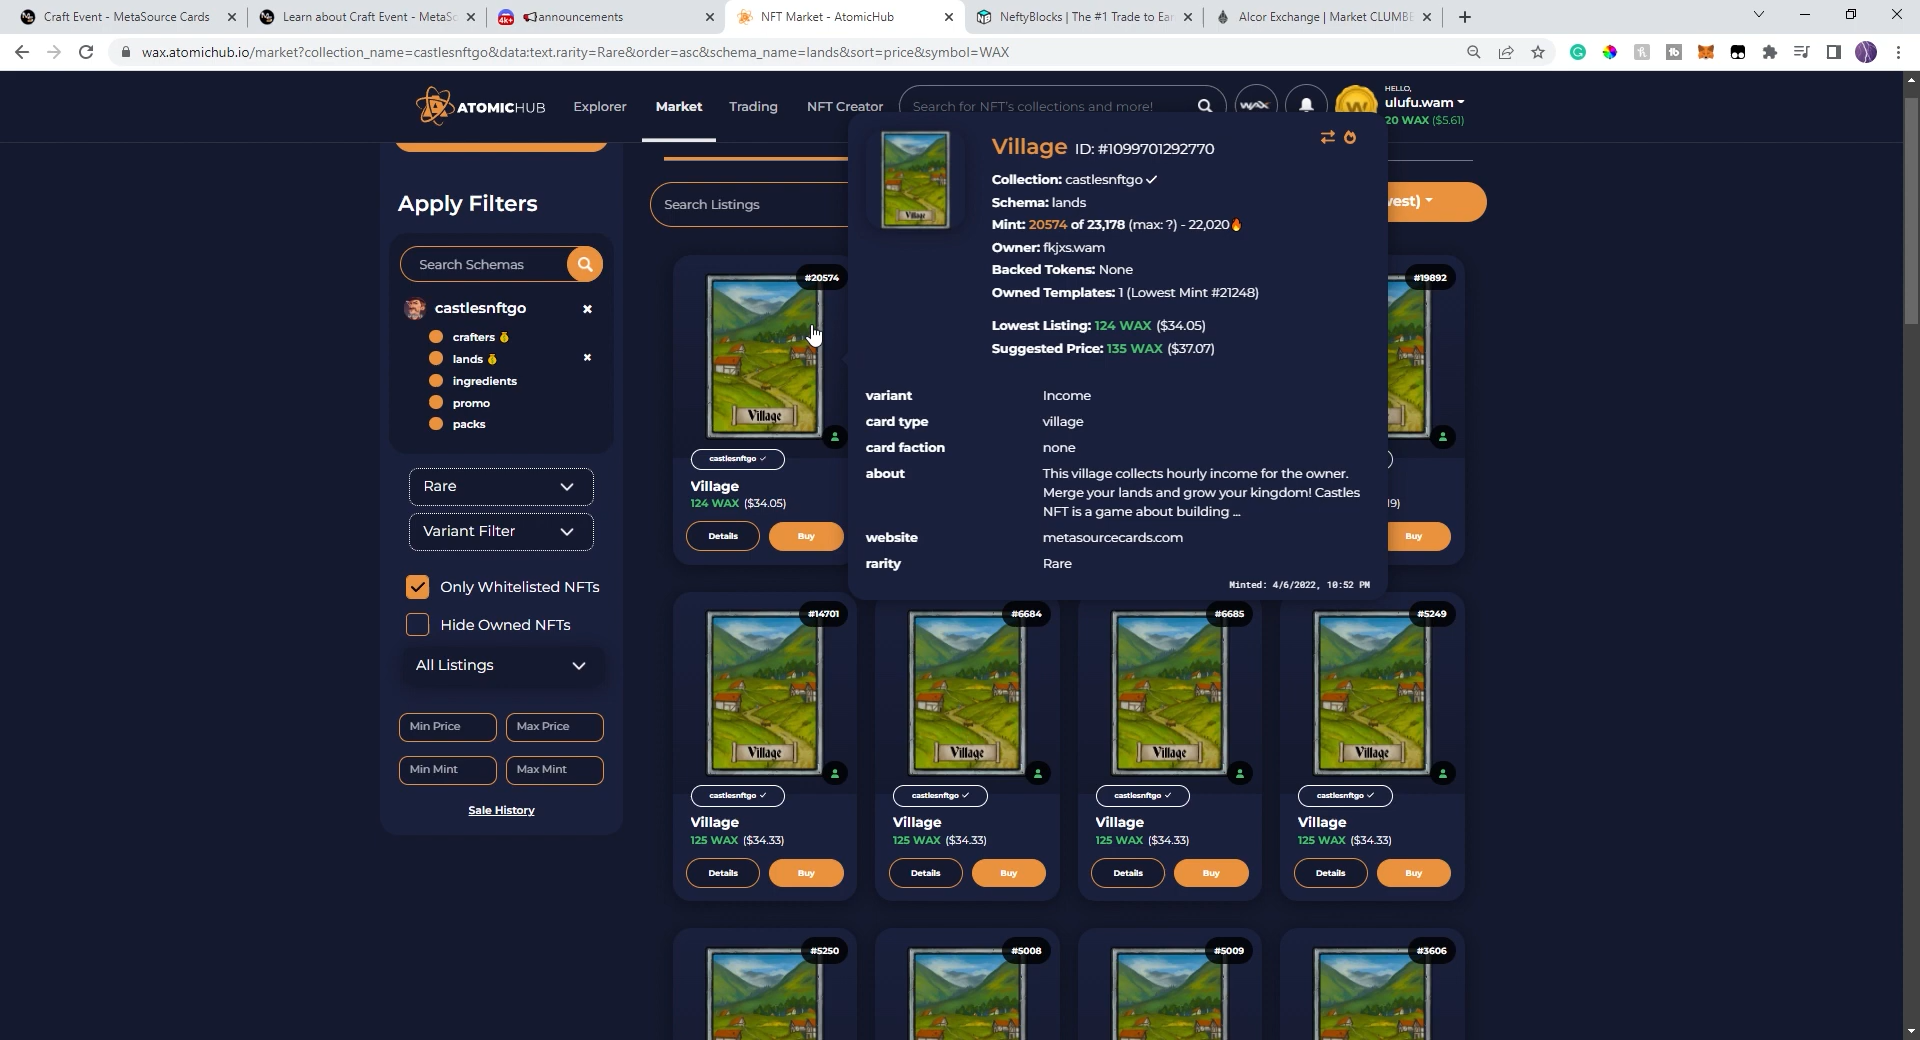 Craft Event - MetaSource Cards
Learn about Craft Event - MetaSc
4k+
announcements
NFT Market - AtomicHub
NeftyBlocks | The #1 Trade to Ear
Alcor Exchange | Market CLUMBE
wax.atomichub.io/market?collection_name=castlesnftgo&data:text.rarity=Rare&order=asc&schema_name=lands&sort=price&symbol=WAX
ATOMICHUB
Explorer
Market
Trading
NFT Creator
Search for NFT's collections and more!
WAX
HELLO,
ulufu.wam
20 WAX ($5.61)
Apply Filters
Search Schemas
castlesnftgo
crafters
lands
ingredients
promo
packs
Rare
Variant Filter
Only Whitelisted NFTs
Hide Owned NFTs
All Listings
Min Price
Max Price
Min Mint
Max Mint
Sale History
Search Listings
vest)
Village ID: #1099701292770
Collection: castlesnftgo
Schema: lands
Mint: 20574 of 23,178 (max: ?) - 22,020
Owner: fkjxs.wam
Backed Tokens: None
Owned Templates: 1 (Lowest Mint #21248)
Lowest Listing: 124 WAX ($34.05)
Suggested Price: 135 WAX ($37.07)
variant Income
card type village
card faction none
about This village collects hourly income for the owner.
Merge your lands and grow your kingdom! Castles
NFT is a game about building ...
website metasourcecards.com
rarity Rare
Minted: 4/6/2022, 10:52 PM
Village
#20574
Village
castlesnftgo
Village
124 WAX ($34.05)
Details
Buy
#19892
19)
Buy
#14701
Village
castlesnftgo
Village
125 WAX ($34.33)
Details
Buy
#6684
Village
castlesnftgo
Village
125 WAX ($34.33)
Details
Buy
#6685
Village
castlesnftgo
Village
125 WAX ($34.33)
Details
Buy
#5249
Village
castlesnftgo
Village
125 WAX ($34.33)
Details
Buy
#5250
#5008
#5009
#3606